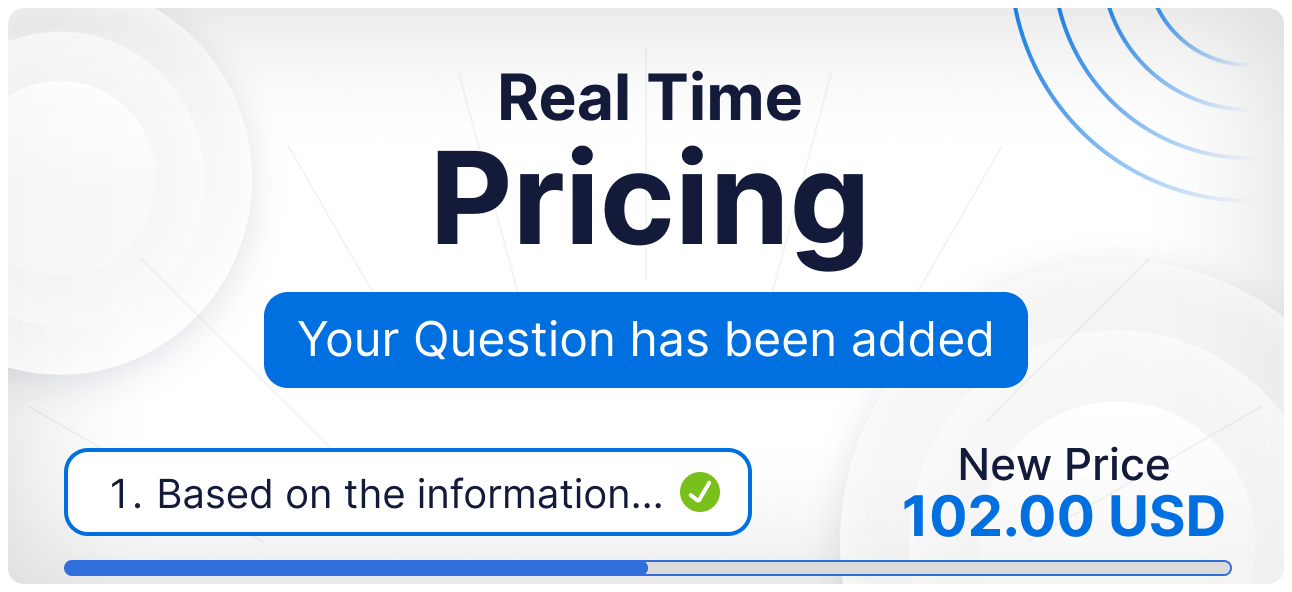 Real Time
Pricing
Your Question has been added
1. Based on the information...
New Price
102.00 USD